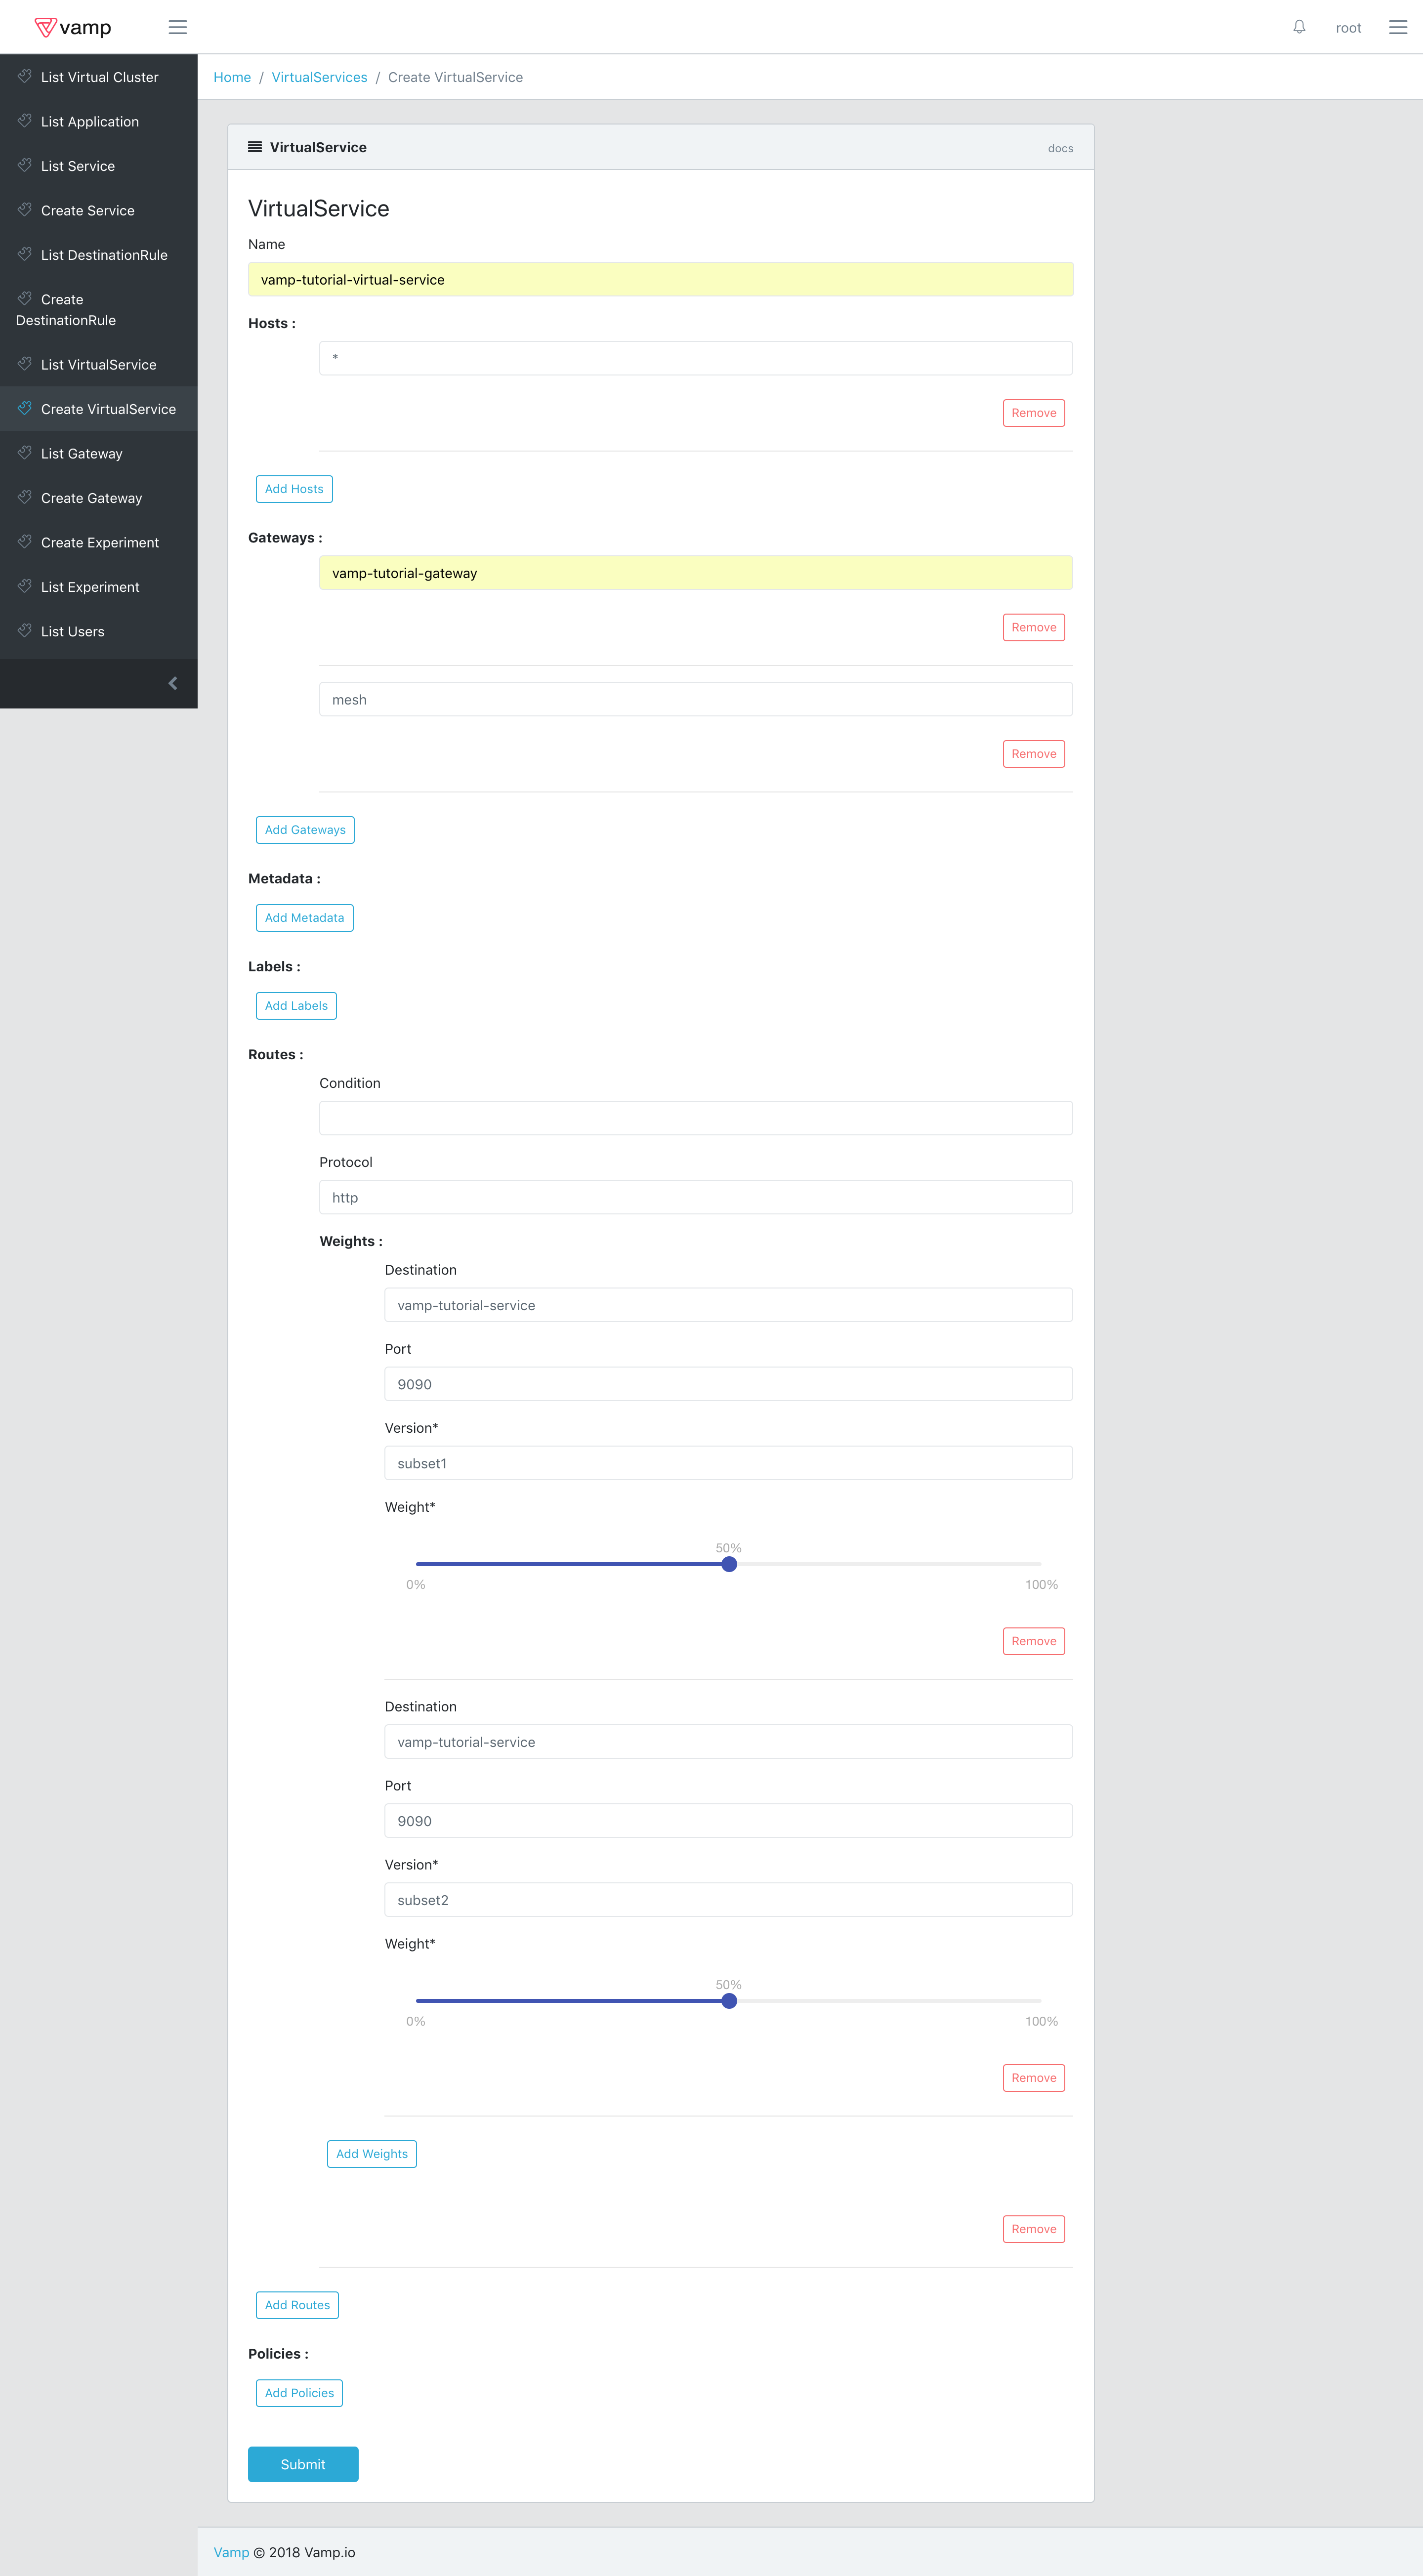 vamp
root
List Virtual Cluster
List Application
List Service
Create Service
List DestinationRule
Create
DestinationRule
List VirtualService
Create VirtualService
List Gateway
Create Gateway
Create Experiment
List Experiment
List Users
Home / VirtualServices / Create VirtualService
VirtualService
docs
VirtualService
Name
vamp-tutorial-virtual-service
Hosts :
*
Remove
Add Hosts
Gateways :
vamp-tutorial-gateway
Remove
mesh
Remove
Add Gateways
Metadata :
Add Metadata
Labels :
Add Labels
Routes :
Condition
Protocol
http
Weights :
Destination
vamp-tutorial-service
Port
9090
Version*
subset1
Weight*
50%
0% 100%
Remove
Destination
vamp-tutorial-service
Port
9090
Version*
subset2
Weight*
50%
0% 100%
Remove
Add Weights
Remove
Add Routes
Policies :
Add Policies
Submit
Vamp © 2018 Vamp.io